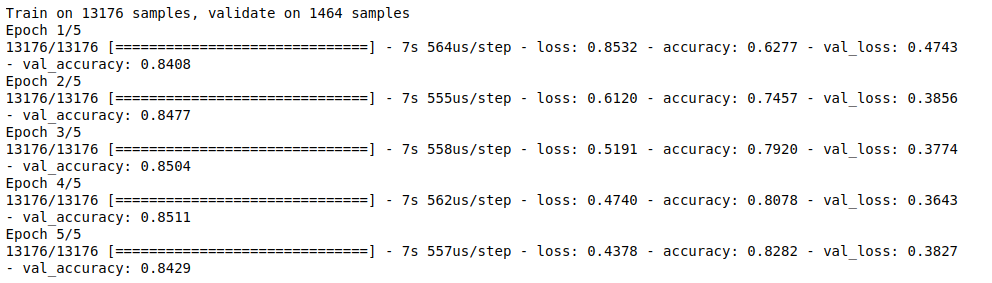 Train on 13176 samples, validate on 1464 samples
Epoch 1/5
13176/13176 [==============================] - 7s 564us/step - loss: 0.8532 - accuracy: 0.6277 - val_loss: 0.4743
- val_accuracy: 0.8408
Epoch 2/5
13176/13176 [==============================] - 7s 555us/step - loss: 0.6120 - accuracy: 0.7457 - val_loss: 0.3856
- val_accuracy: 0.8477
Epoch 3/5
13176/13176 [==============================] - 7s 558us/step - loss: 0.5191 - accuracy: 0.7920 - val_loss: 0.3774
- val_accuracy: 0.8504
Epoch 4/5
13176/13176 [==============================] - 7s 562us/step - loss: 0.4740 - accuracy: 0.8078 - val_loss: 0.3643
- val_accuracy: 0.8511
Epoch 5/5
13176/13176 [==============================] - 7s 557us/step - loss: 0.4378 - accuracy: 0.8282 - val_loss: 0.3827
- val_accuracy: 0.8429